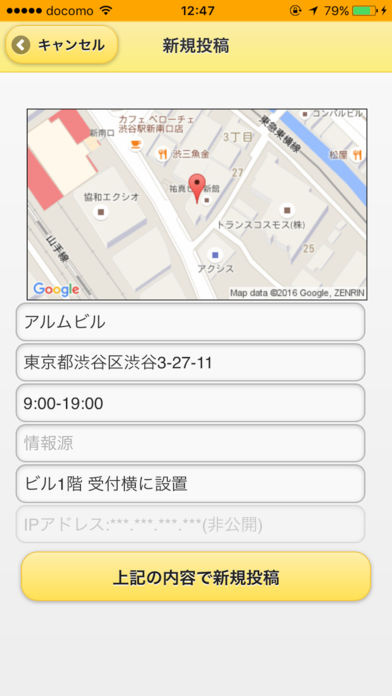 docomo 12:47 79%
キャンセル 新規投稿
カフェ ベローチェ
渋谷駅新南口店
コンパルビル
新南口
3丁目
東急東横線
渋三魚金
松屋
27
協和エクシオ
トランスコスモス(株)
25
山手線
アクシス
Google
Map data ©2016 Google, ZENRIN
アルムビル
東京都渋谷区渋谷3-27-11
9:00-19:00
情報源
ビル1階 受付横に設置
IPアドレス:***.***.***.***(非公開)
上記の内容で新規投稿